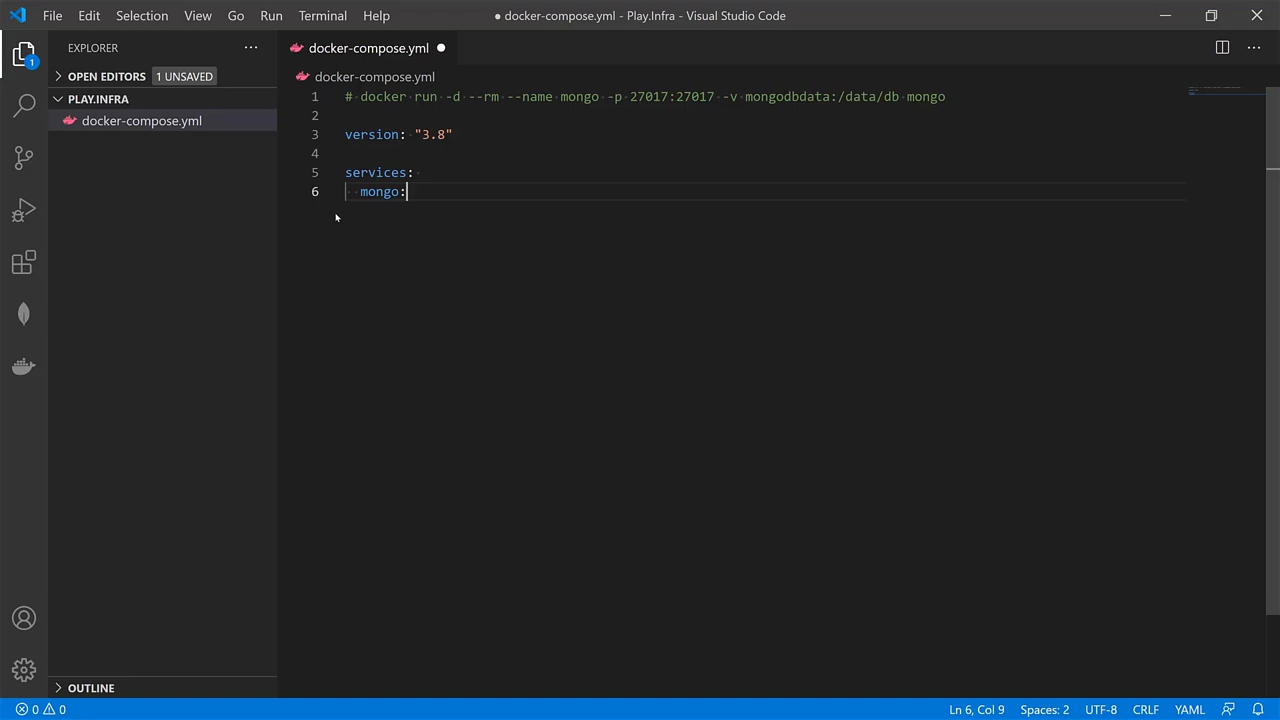 File Edit Selection View Go Run Terminal Help
● docker-compose.yml - Play.Infra - Visual Studio Code
EXPLORER
docker-compose.yml
1
OPEN EDITORS 1 UNSAVED
docker-compose.yml
PLAY.INFRA
docker-compose.yml
1 # docker run -d --rm --name mongo -p 27017:27017 -v mongodbdata:/data/db mongo
2
3 version: "3.8"
4
5 services:
6 mongo:
OUTLINE
0 0
Ln 6, Col 9 Spaces: 2 UTF-8 CRLF YAML